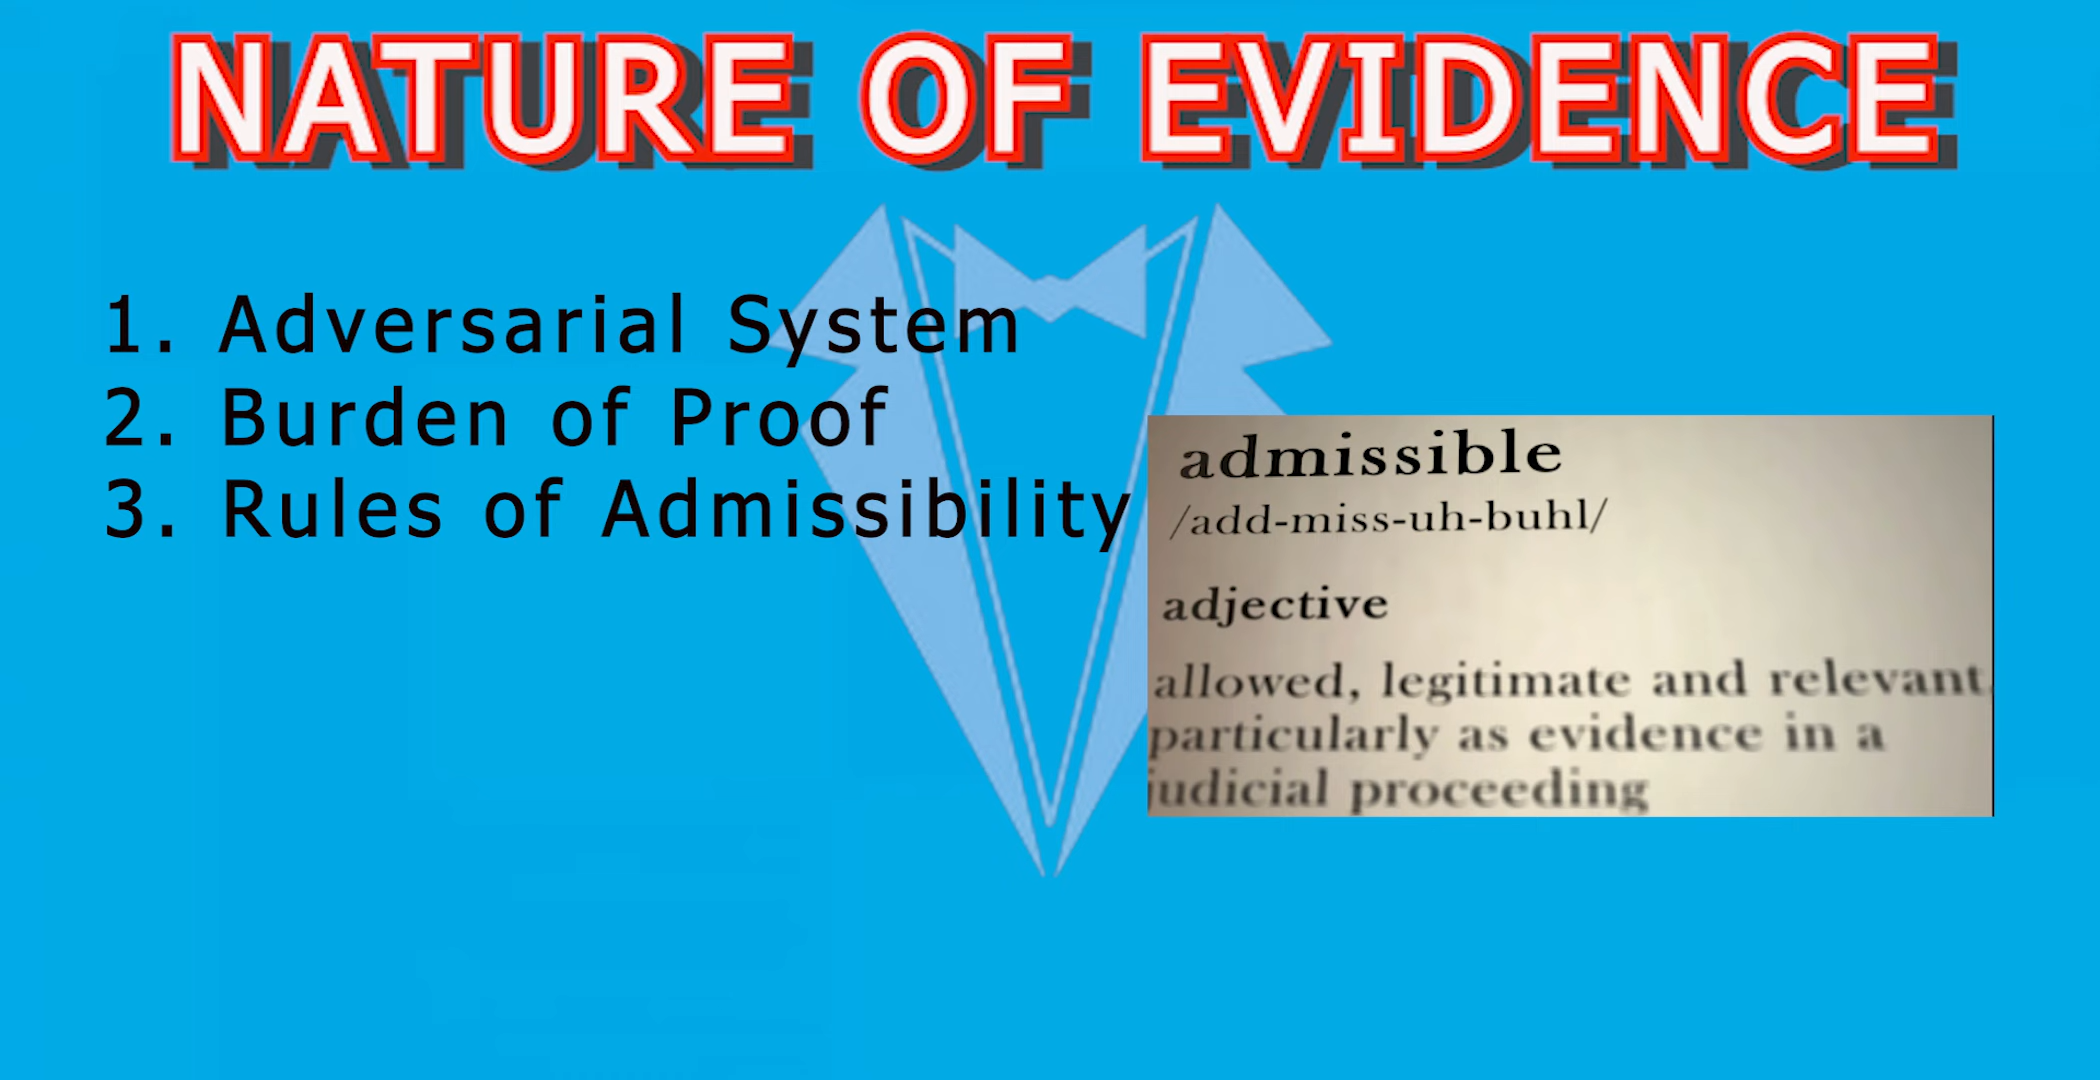 NATURE OF EVIDENCE
1. Adversarial System
2. Burden of Proof
3. Rules of Admissibility
admissible
/add-miss-uh-buhl/
adjective
allowed, legitimate and relevant,
particularly as evidence in a
judicial proceeding